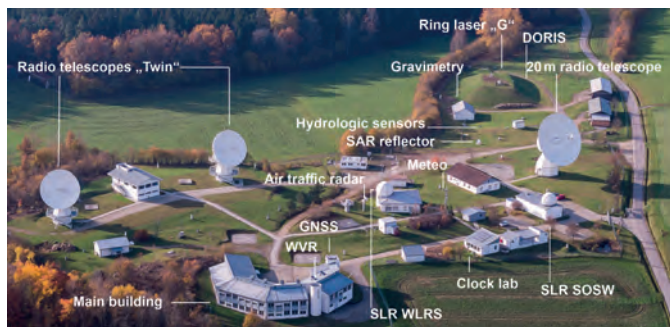 Ring laser „G“
DORIS
Radio telescopes „Twin“
Gravimetry
20 m radio telescope
Hydrologic sensors
SAR reflector
Air traffic radar
Meteo
GNSS
WVR
Clock lab
SLR SOSW
Main building
SLR WLRS